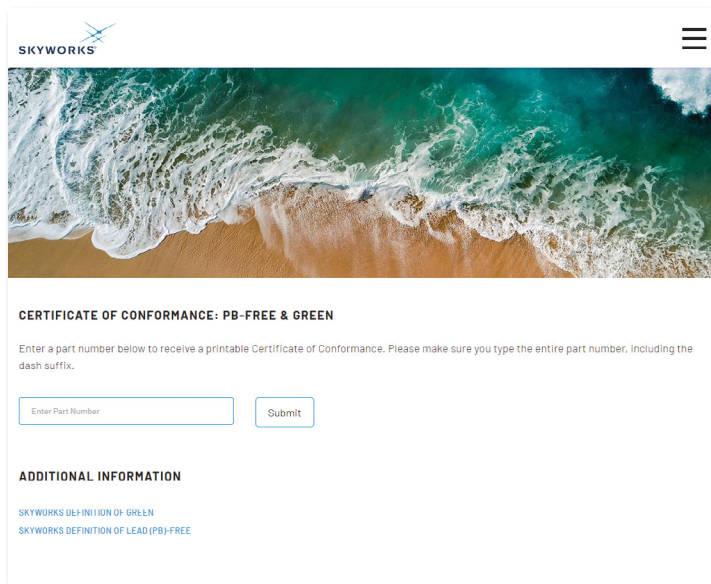 SKYWORKS®
CERTIFICATE OF CONFORMANCE: PB-FREE & GREEN
Enter a part number below to receive a printable Certificate of Conformance. Please make sure you type the entire part number, including the
dash suffix.
Enter Part Number
Submit
ADDITIONAL INFORMATION
SKYWORKS DEFINITION OF GREEN
SKYWORKS DEFINITION OF LEAD (PB)-FREE